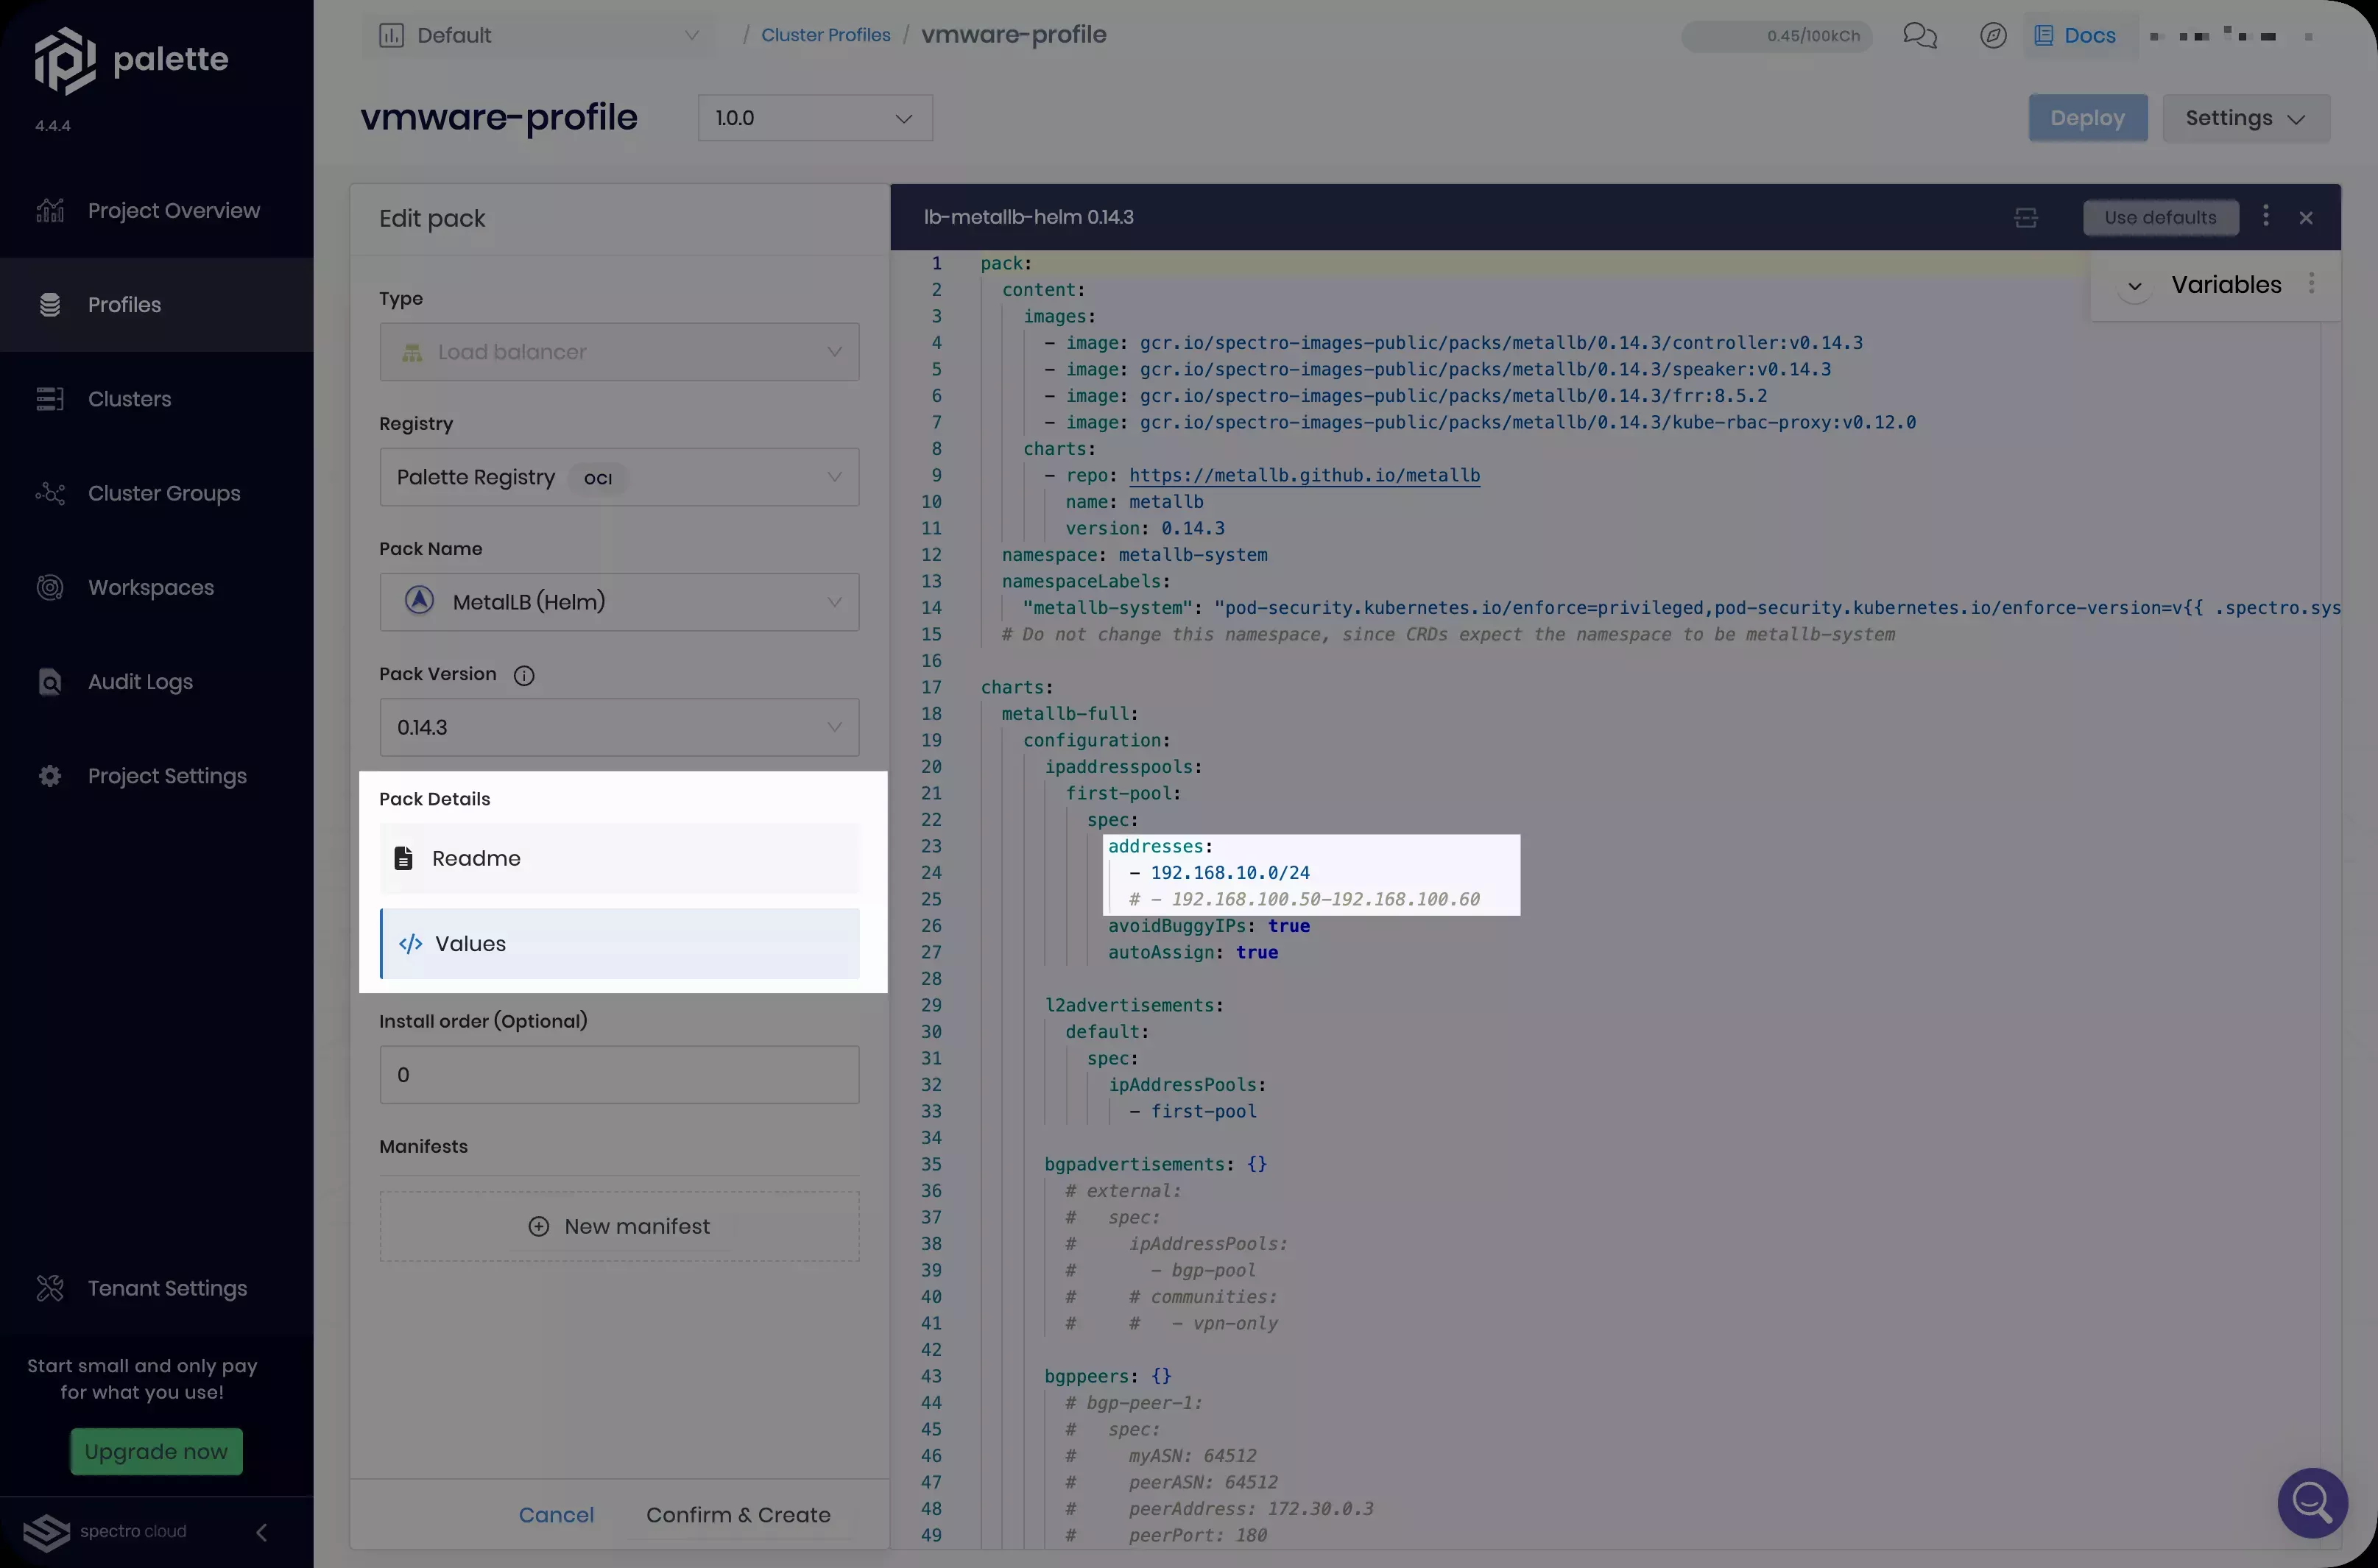 palette
4.4.4
Project Overview
Profiles
Clusters
Cluster Groups
Workspaces
Audit Logs
Project Settings
Tenant Settings
Start small and only pay
for what you use!
Upgrade now
spectro cloud
Default
/ Cluster Profiles / vmware-profile
0.45/100kCh
Docs
vmware-profile
1.0.0
Deploy
Settings
Edit pack
Type
Load balancer
Registry
Palette Registry OCI
Pack Name
MetalLB (Helm)
Pack Version
0.14.3
Pack Details
Readme
</> Values
Install order (Optional)
0
Manifests
New manifest
Cancel
Confirm & Create
lb-metallb-helm 0.14.3
Use defaults
Variables
1 pack:
2 content:
3 images:
4 - image: gcr.io/spectro-images-public/packs/metallb/0.14.3/controller:v0.14.3
5 - image: gcr.io/spectro-images-public/packs/metallb/0.14.3/speaker:v0.14.3
6 - image: gcr.io/spectro-images-public/packs/metallb/0.14.3/frr:8.5.2
7 - image: gcr.io/spectro-images-public/packs/metallb/0.14.3/kube-rbac-proxy:v0.12.0
8 charts:
9 - repo: https://metallb.github.io/metallb
10 name: metallb
11 version: 0.14.3
12 namespace: metallb-system
13 namespaceLabels:
14 "metallb-system": "pod-security.kubernetes.io/enforce=privileged,pod-security.kubernetes.io/enforce-version=v{{ .spectro.sys
15 # Do not change this namespace, since CRDs expect the namespace to be metallb-system
16
17 charts:
18 metallb-full:
19 configuration:
20 ipaddresspools:
21 first-pool:
22 spec:
23 addresses:
24 - 192.168.10.0/24
25 # - 192.168.100.50-192.168.100.60
26 avoidBuggyIPs: true
27 autoAssign: true
28
29 l2advertisements:
30 default:
31 spec:
32 ipAddressPools:
33 - first-pool
34
35 bgpadvertisements: {}
36 # external:
37 # spec:
38 # ipAddressPools:
39 # - bgp-pool
40 # # communities:
41 # # - vpn-only
42
43 bgppeers: {}
44 # bgp-peer-1:
45 # spec:
46 # myASN: 64512
47 # peerASN: 64512
48 # peerAddress: 172.30.0.3
49 # peerPort: 180